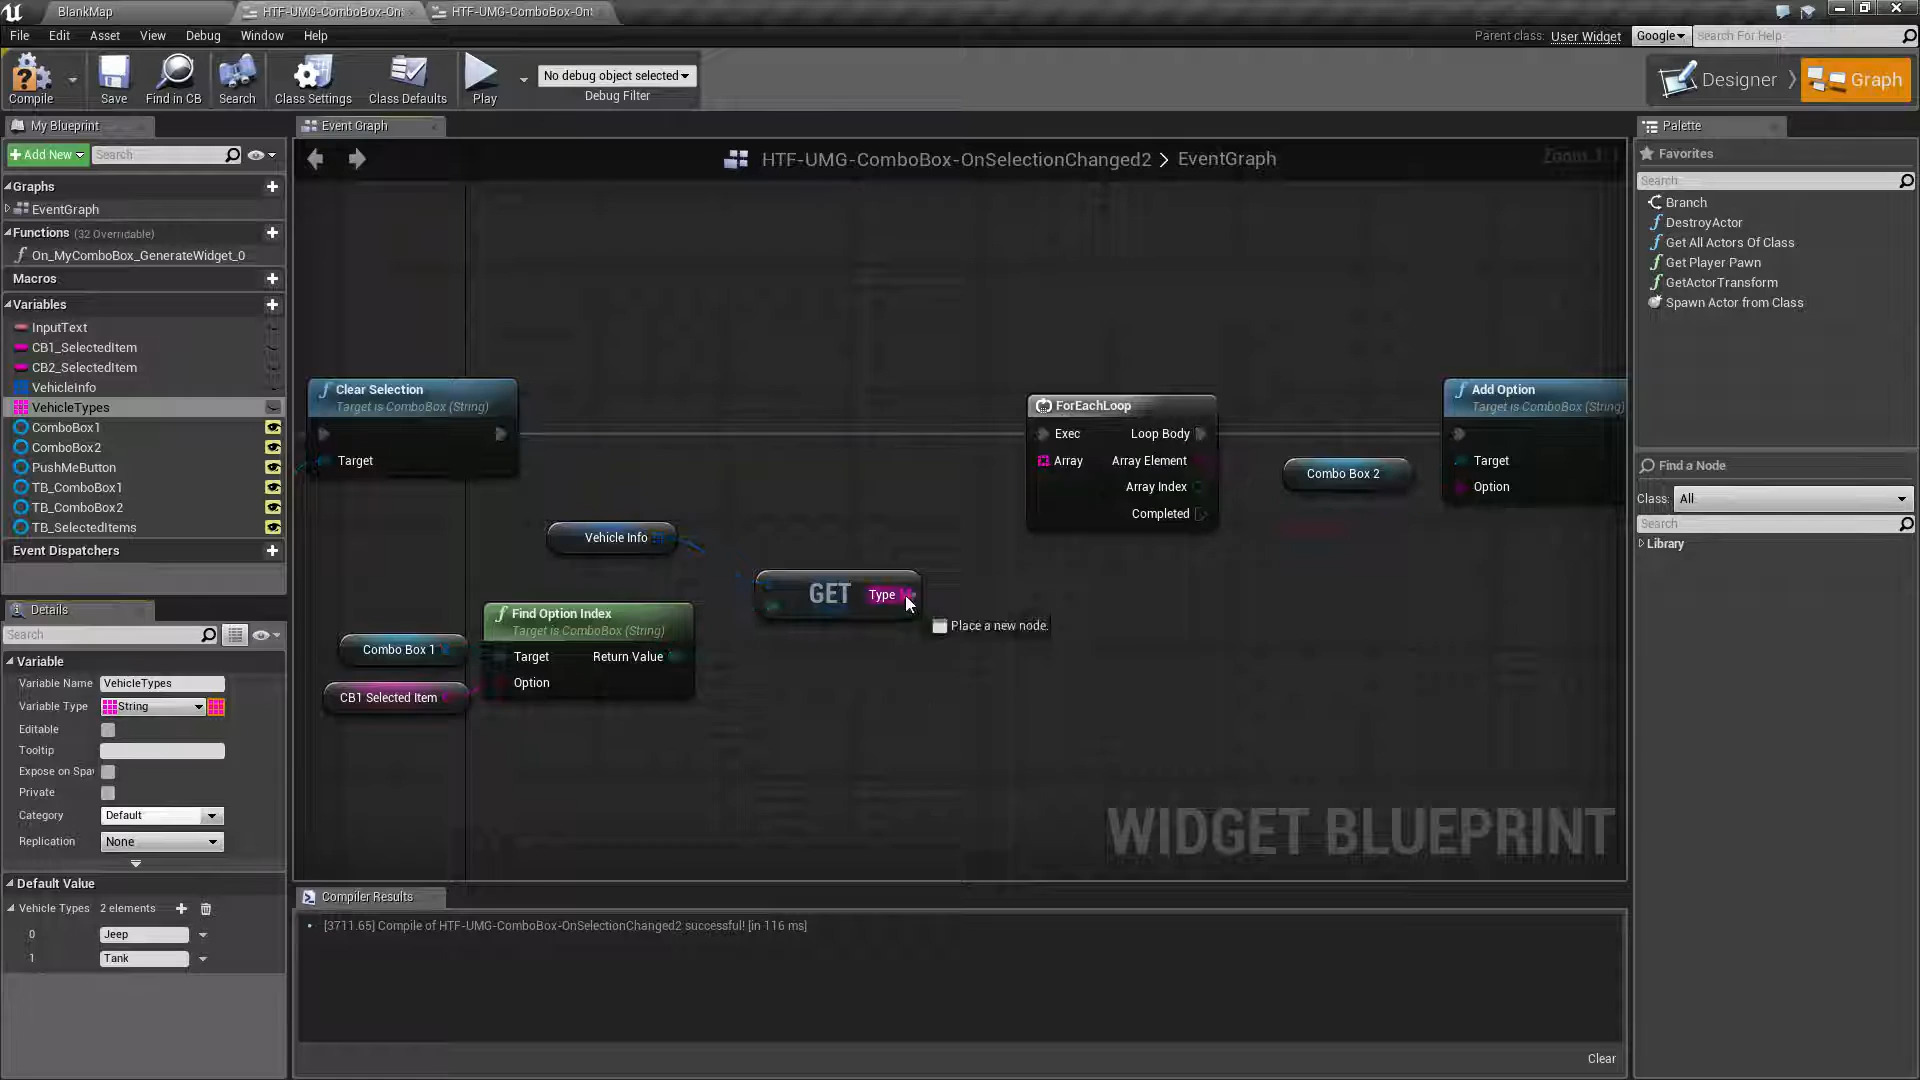 BlankMap
HTF-UMG-ComboBox-On
HTF-UMG-ComboBox-On
File Edit Asset View Debug Window Help
Parent class: User Widget
Google
Search For Help
Compile
Save
Find in CB
Search
Class Settings
Class Defaults
Play
No debug object selected
Debug Filter
Designer
Graph
My Blueprint
Add New
Search
Graphs
EventGraph
Functions (32 Overridable)
On_MyComboBox_GenerateWidget_0
Macros
Variables
InputText
CB1_SelectedItem
CB2_SelectedItem
VehicleInfo
VehicleTypes
ComboBox1
ComboBox2
PushMeButton
TB_ComboBox1
TB_ComboBox2
TB_SelectedItems
Event Dispatchers
Details
Search
Variable
Variable Name VehicleTypes
Variable Type String
Editable
Tooltip
Expose on Spa
Private
Category Default
Replication None
Default Value
Vehicle Types 2 elements
0 Jeep
1 Tank
Event Graph
HTF-UMG-ComboBox-OnSelectionChanged2 > EventGraph
Zoom 1:1
Clear Selection
Target is ComboBox (String)
Target
Vehicle Info
GET Type
Place a new node.
Find Option Index
Target is ComboBox (String)
Target Return Value
Option
Combo Box 1
CB1 Selected Item
ForEachLoop
Exec Loop Body
Array Array Element
Array Index
Completed
Combo Box 2
Add Option
Target is ComboBox (String)
Target
Option
WIDGET BLUEPRINT
Compiler Results
[3711.65] Compile of HTF-UMG-ComboBox-OnSelectionChanged2 successful! [in 116 ms]
Clear
Palette
Favorites
Search
Branch
DestroyActor
Get All Actors Of Class
Get Player Pawn
GetActorTransform
Spawn Actor from Class
Find a Node
Class: All
Search
Library